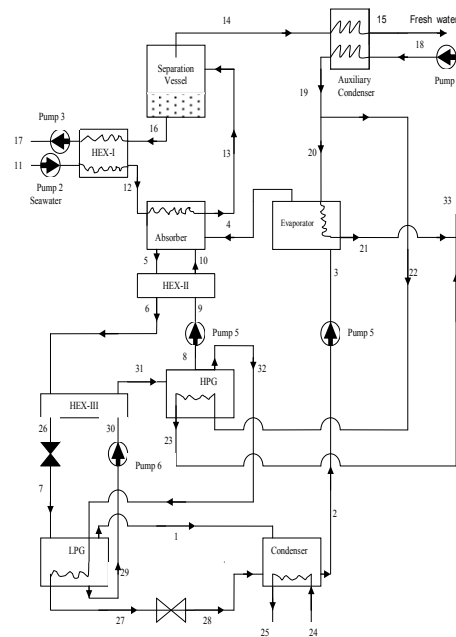 14
15
Fresh water
18
Separation
Vessel
Auxiliary
Condenser
Pump
19
Pump 3
16
17
HEX-I
11
12
13
20
33
Pump 2
Seawater
4
Absorber
Evaporator
21
5
10
3
22
HEX-II
6
9
Pump 5
Pump 5
8
31
32
HPG
HEX-III
26
30
23
Pump 6
7
2
1
LPG
Condenser
29
27
28
25
24